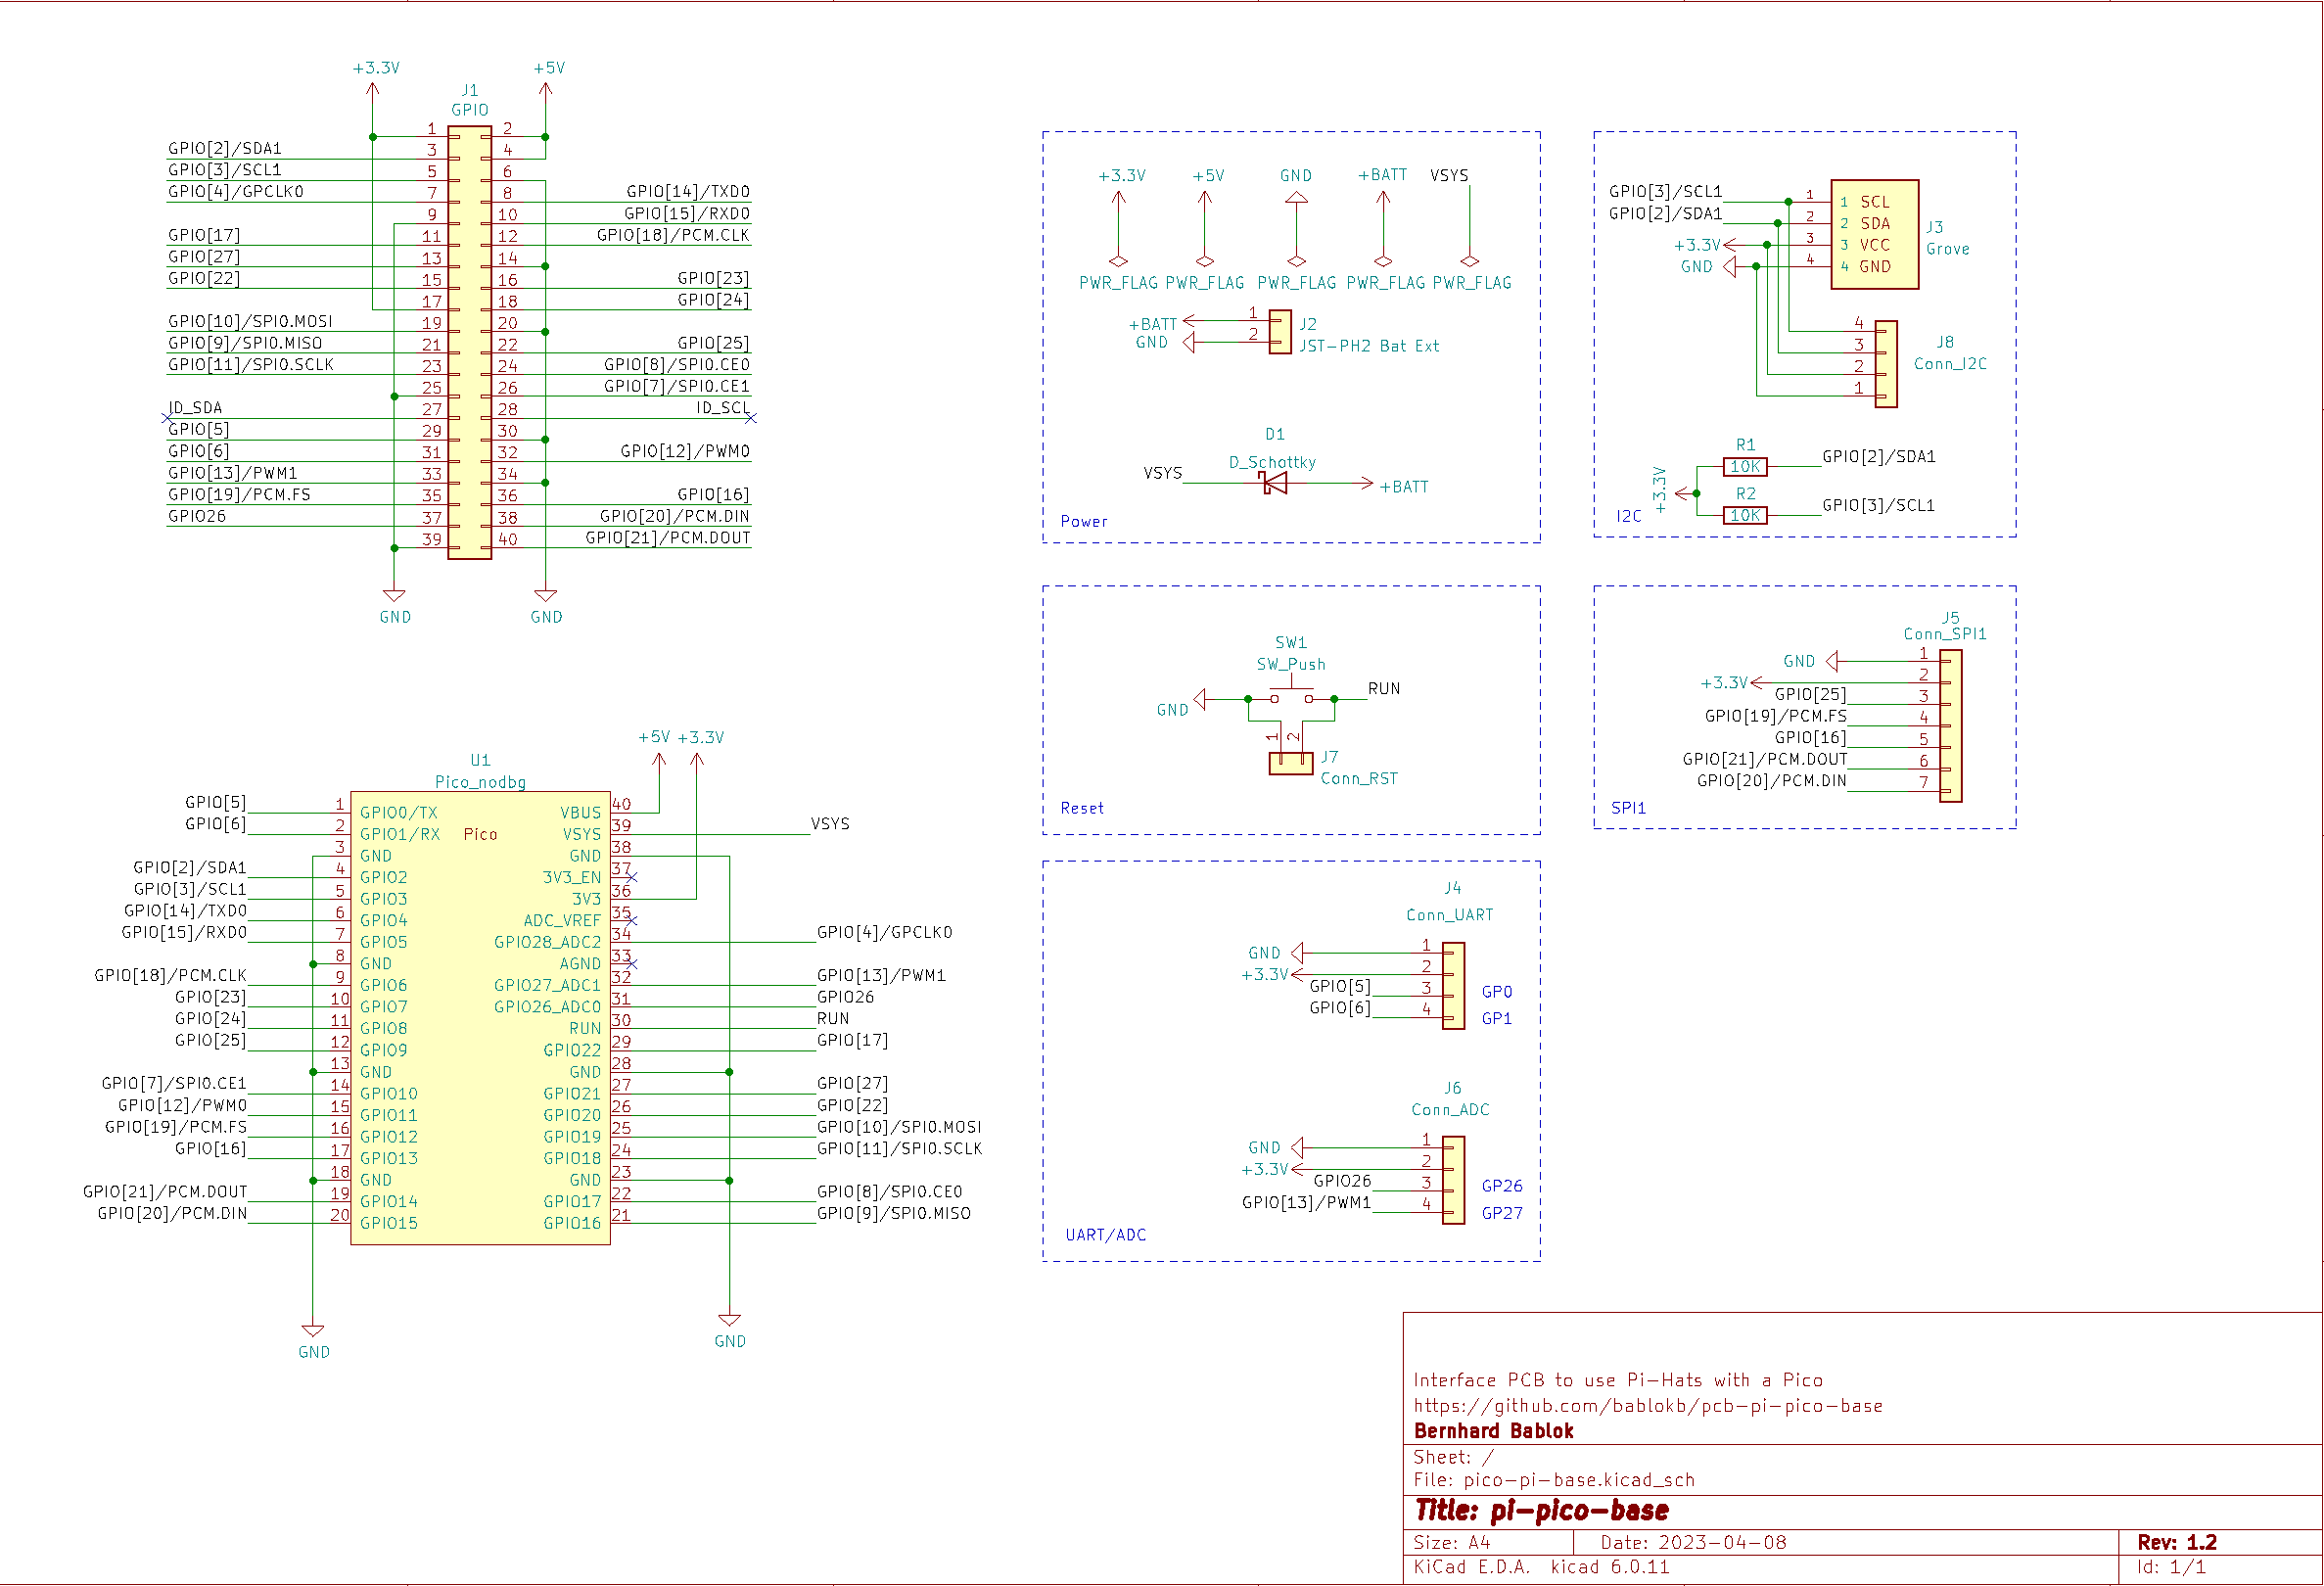 +3.3V
+5V
J1
GPIO
1
2
GPIO[2]/SDA1
3
4
GPIO[3]/SCL1
5
6
GPIO[4]/GPCLK0
7
8
GPIO[14]/TXD0
9
10
GPIO[15]/RXD0
GPIO[17]
11
12
GPIO[18]/PCM.CLK
GPIO[27]
13
14
GPIO[22]
15
16
GPIO[23]
17
18
GPIO[24]
GPIO[10]/SPI0.MOSI
19
20
GPIO[9]/SPI0.MISO
21
22
GPIO[25]
GPIO[11]/SPI0.SCLK
23
24
GPIO[8]/SPI0.CE0
25
26
GPIO[7]/SPI0.CE1
ID_SDA
27
28
ID_SCL
GPIO[5]
29
30
GPIO[6]
31
32
GPIO[12]/PWM0
GPIO[13]/PWM1
33
34
GPIO[19]/PCM.FS
35
36
GPIO[16]
GPIO26
37
38
GPIO[20]/PCM.DIN
39
40
GPIO[21]/PCM.DOUT
GND
GND
+5V
+3.3V
U1
Pico_nodbg
Pico
GPIO[5]
1
GPIO0/TX
GPIO[6]
2
GPIO1/RX
3
GND
GPIO[2]/SDA1
4
GPIO2
GPIO[3]/SCL1
5
GPIO3
GPIO[14]/TXD0
6
GPIO4
GPIO[15]/RXD0
7
GPIO5
8
GND
GPIO[18]/PCM.CLK
9
GPIO6
GPIO[23]
10
GPIO7
GPIO[24]
11
GPIO8
GPIO[25]
12
GPIO9
13
GND
GPIO[7]/SPI0.CE1
14
GPIO10
GPIO[12]/PWM0
15
GPIO11
GPIO[19]/PCM.FS
16
GPIO12
GPIO[16]
17
GPIO13
18
GND
GPIO[21]/PCM.DOUT
19
GPIO14
GPIO[20]/PCM.DIN
20
GPIO15
VBUS
40
VSYS
39
VSYS
GND
38
3V3_EN
37
3V3
36
ADC_VREF
35
GPIO28_ADC2
34
GPIO[4]/GPCLK0
AGND
33
GPIO27_ADC1
32
GPIO[13]/PWM1
GPIO26_ADC0
31
GPIO26
RUN
30
RUN
GPIO22
29
GPIO[17]
GND
28
GPIO21
27
GPIO[27]
GPIO20
26
GPIO[22]
GPIO19
25
GPIO[10]/SPI0.MOSI
GPIO18
24
GPIO[11]/SPI0.SCLK
GND
23
GPIO17
22
GPIO[8]/SPI0.CE0
GPIO16
21
GPIO[9]/SPI0.MISO
GND
GND
+3.3V
+5V
GND
+BATT
VSYS
PWR_FLAG
PWR_FLAG
PWR_FLAG
PWR_FLAG
PWR_FLAG
+BATT
1
GND
2
J2
JST-PH2 Bat Ext
D1
D_Schottky
VSYS
+BATT
Power
GPIO[3]/SCL1
1
1 SCL
GPIO[2]/SDA1
2
2 SDA
+3.3V
3
3 VCC
GND
4
4 GND
J3
Grove
4
3
2
1
J8
Conn_I2C
R1
10K
GPIO[2]/SDA1
+3.3V
R2
10K
GPIO[3]/SCL1
I2C
SW1
SW_Push
GND
RUN
1
2
J7
Conn_RST
Reset
J5
Conn_SPI1
GND
1
+3.3V
2
GPIO[25]
3
GPIO[19]/PCM.FS
4
GPIO[16]
5
GPIO[21]/PCM.DOUT
6
GPIO[20]/PCM.DIN
7
SPI1
J4
Conn_UART
GND
1
+3.3V
2
GPIO[5]
3
GP0
GPIO[6]
4
GP1
J6
Conn_ADC
GND
1
+3.3V
2
GPIO26
3
GP26
GPIO[13]/PWM1
4
GP27
UART/ADC
Interface PCB to use Pi-Hats with a Pico
https://github.com/bablokb/pcb-pi-pico-base
Bernhard Bablok
Sheet: /
File: pico-pi-base.kicad_sch
Title: pi-pico-base
Size: A4
Date: 2023-04-08
Rev: 1.2
KiCad E.D.A. kicad 6.0.11
Id: 1/1